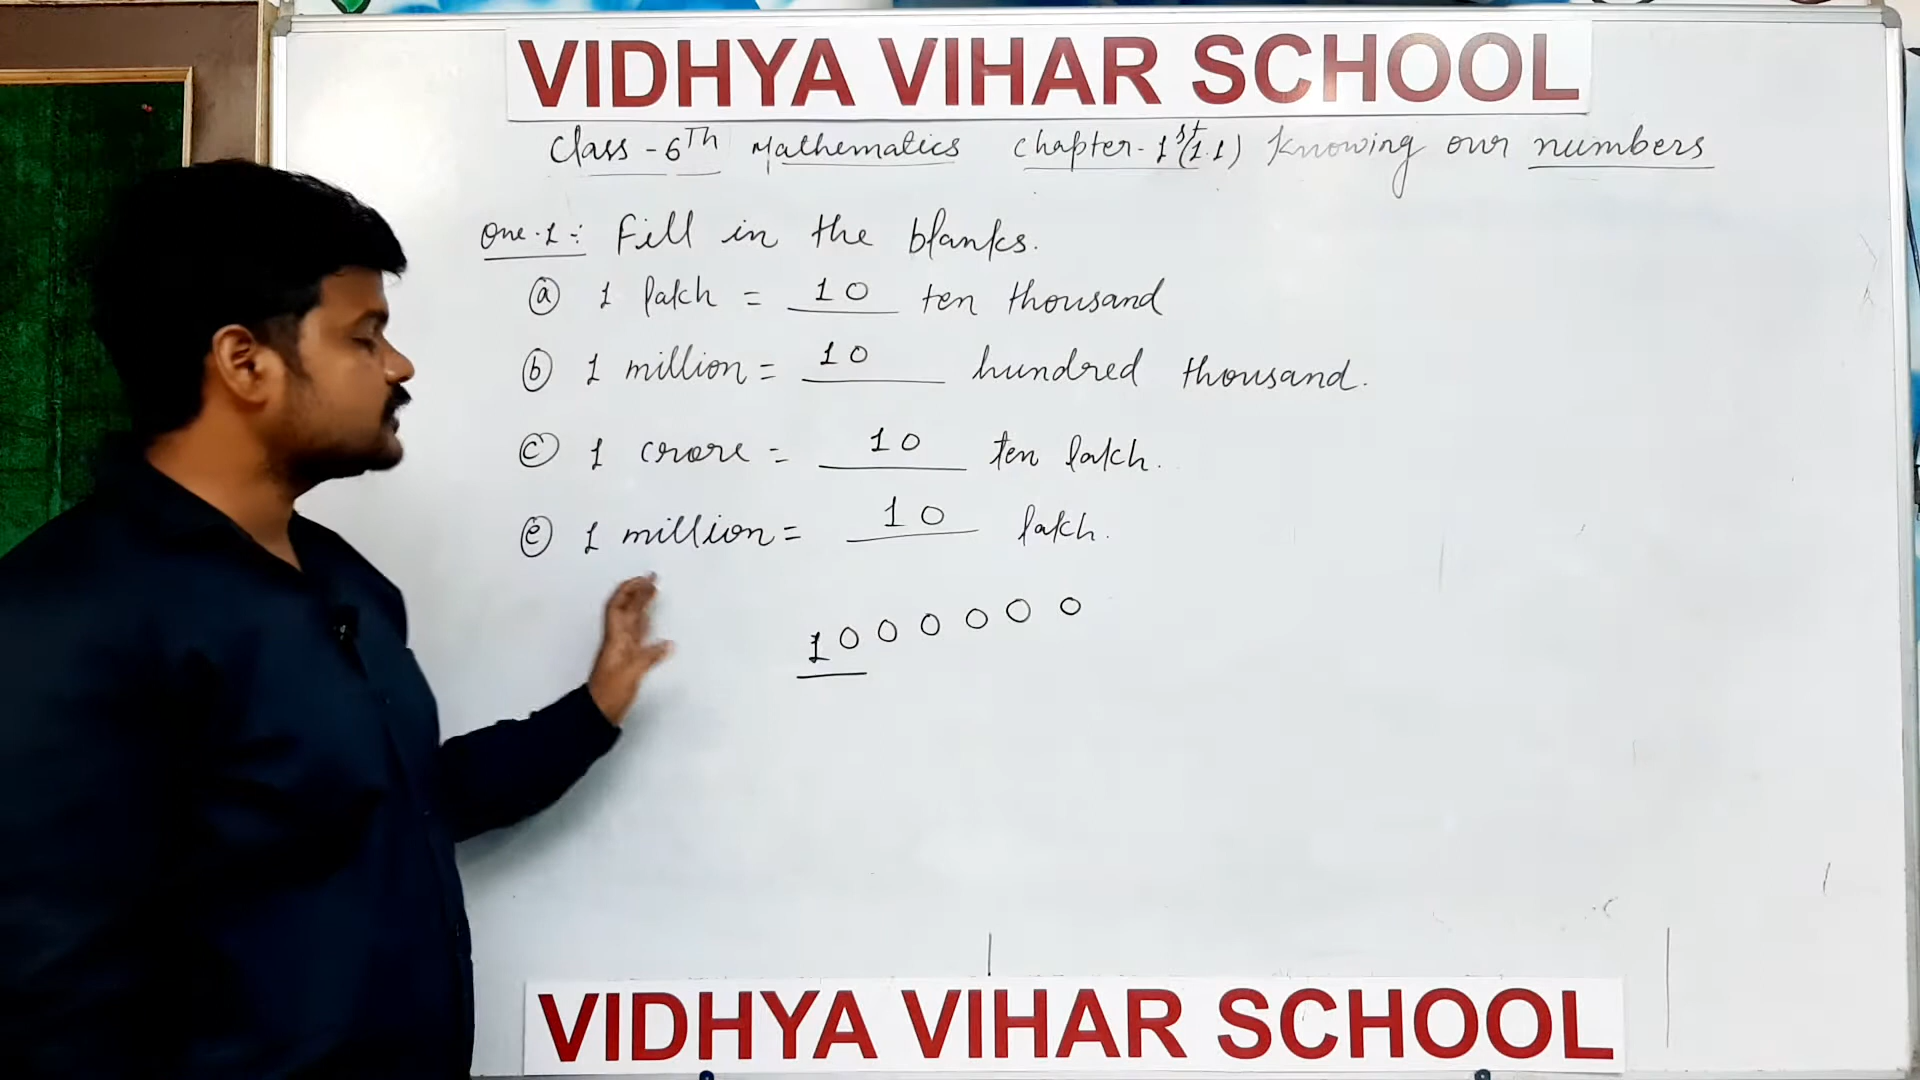 VIDHYA VIHAR SCHOOL
Class - 6Th Mathematics chapter - 1st (1.1) Knowing our numbers
One.1 :- Fill in the blanks.
(a) 1 lakh = 10 ten thousand
(b) 1 million = 10 hundred thousand.
(c) 1 crore = 10 ten lakh.
(e) 1 million = 10 lakh.
1000000
VIDHYA VIHAR SCHOOL